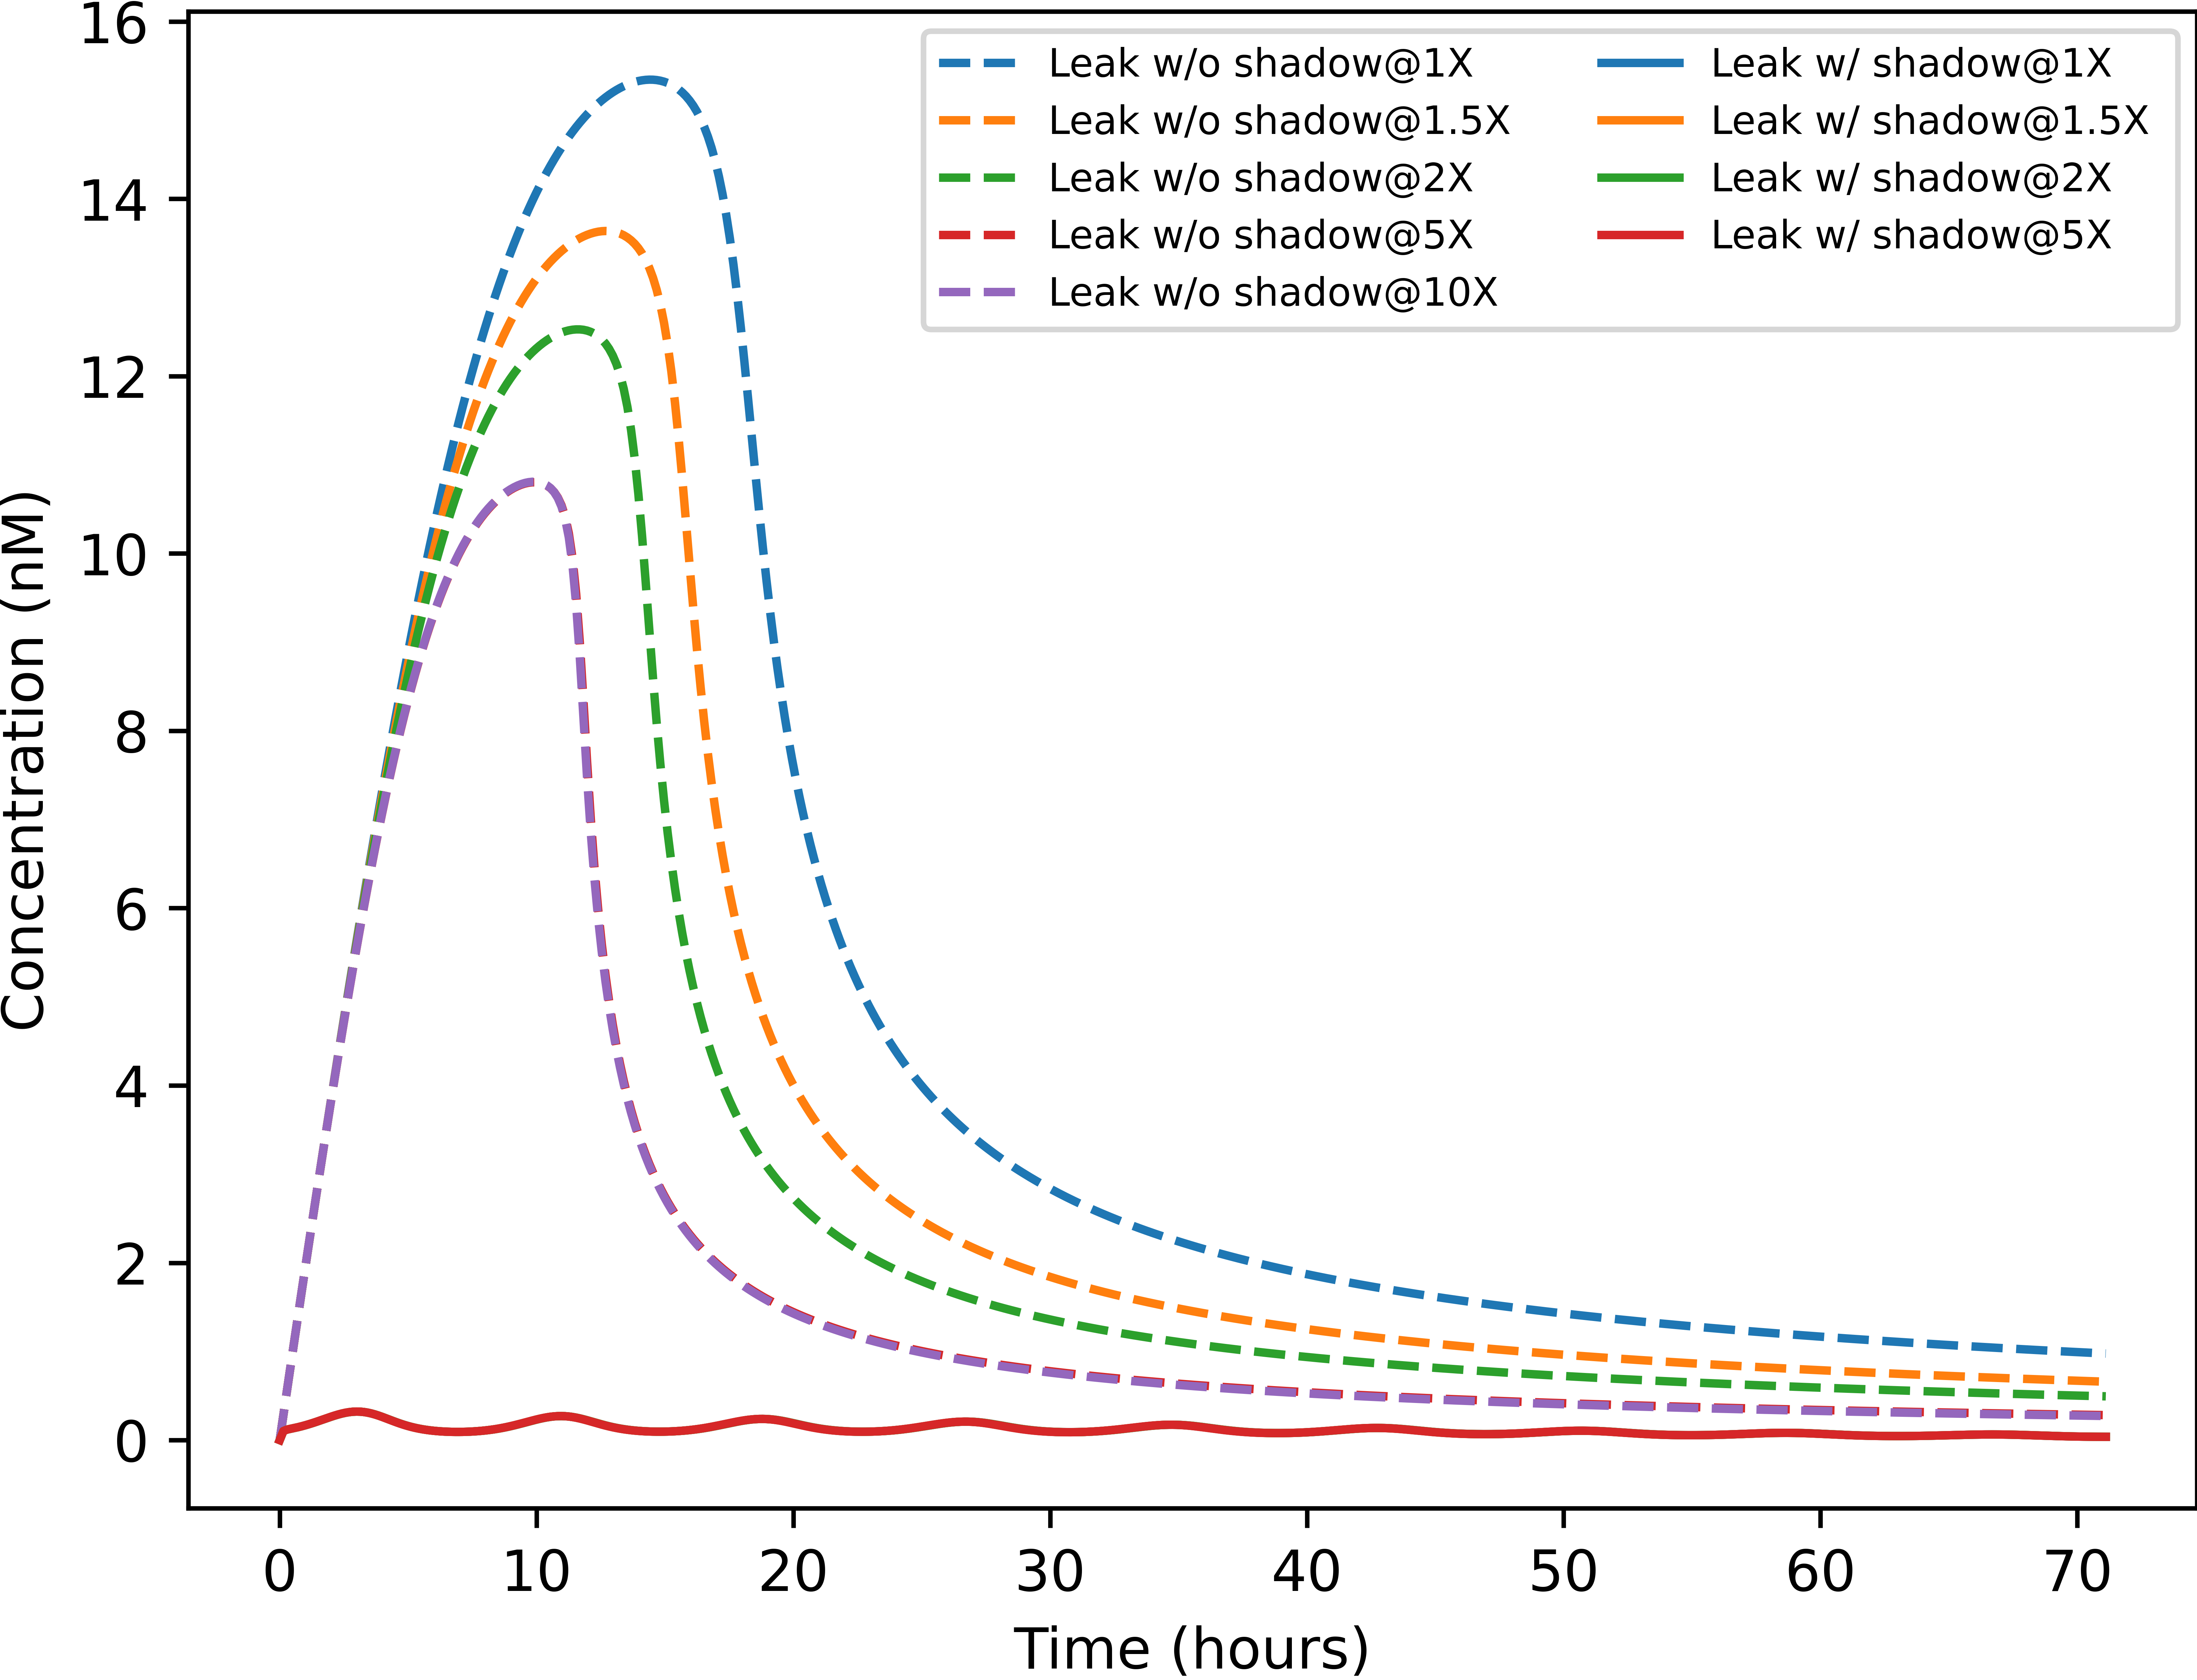 Concentration (nM)
16
14
12
10
8
6
4
2
0
Leak w/o shadow@1X
Leak w/o shadow@1.5X
Leak w/o shadow@2X
Leak w/o shadow@5X
Leak w/o shadow@10X
Leak w/ shadow@1X
Leak w/ shadow@1.5X
Leak w/ shadow@2X
Leak w/ shadow@5X
0 10 20 30 40 50 60 70
Time (hours)